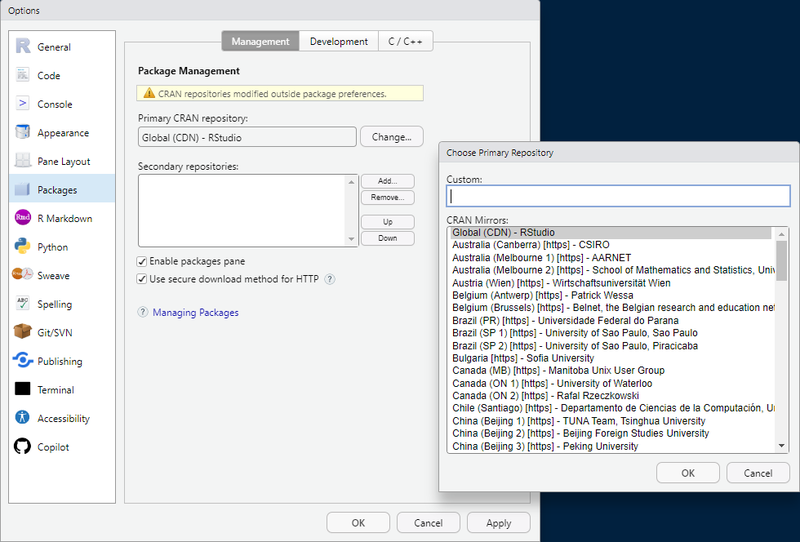 Options
General
Code
Console
Appearance
Pane Layout
Packages
R Markdown
Python
Sweave
Spelling
Git/SVN
Publishing
Terminal
Accessibility
Copilot
Management
Development
C / C++
Package Management
CRAN repositories modified outside package preferences.
Primary CRAN repository:
Global (CDN) - RStudio
Change...
Secondary repositories:
Add...
Remove...
Up
Down
Enable packages pane
Use secure download method for HTTP
Managing Packages
OK
Cancel
Apply
Choose Primary Repository
Custom:
CRAN Mirrors:
Global (CDN) - RStudio
Australia (Canberra) [https] - CSIRO
Australia (Melbourne 1) [https] - AARNET
Australia (Melbourne 2) [https] - School of Mathematics and Statistics, Univ
Austria (Wien) [https] - Wirtschaftsuniversität Wien
Belgium (Antwerp) [https] - Patrick Wessa
Belgium (Brussels) [https] - Belnet, the Belgian research and education net
Brazil (PR) [https] - Universidade Federal do Parana
Brazil (SP 1) [https] - University of Sao Paulo, Sao Paulo
Brazil (SP 2) [https] - University of Sao Paulo, Piracicaba
Bulgaria [https] - Sofia University
Canada (MB) [https] - Manitoba Unix User Group
Canada (ON 1) [https] - University of Waterloo
Canada (ON 2) [https] - Rafal Rzeczkowski
Chile (Santiago) [https] - Departamento de Ciencias de la Computación, U
China (Beijing 1) [https] - TUNA Team, Tsinghua University
China (Beijing 2) [https] - Beijing Foreign Studies University
China (Beijing 3) [https] - Peking University
OK
Cancel